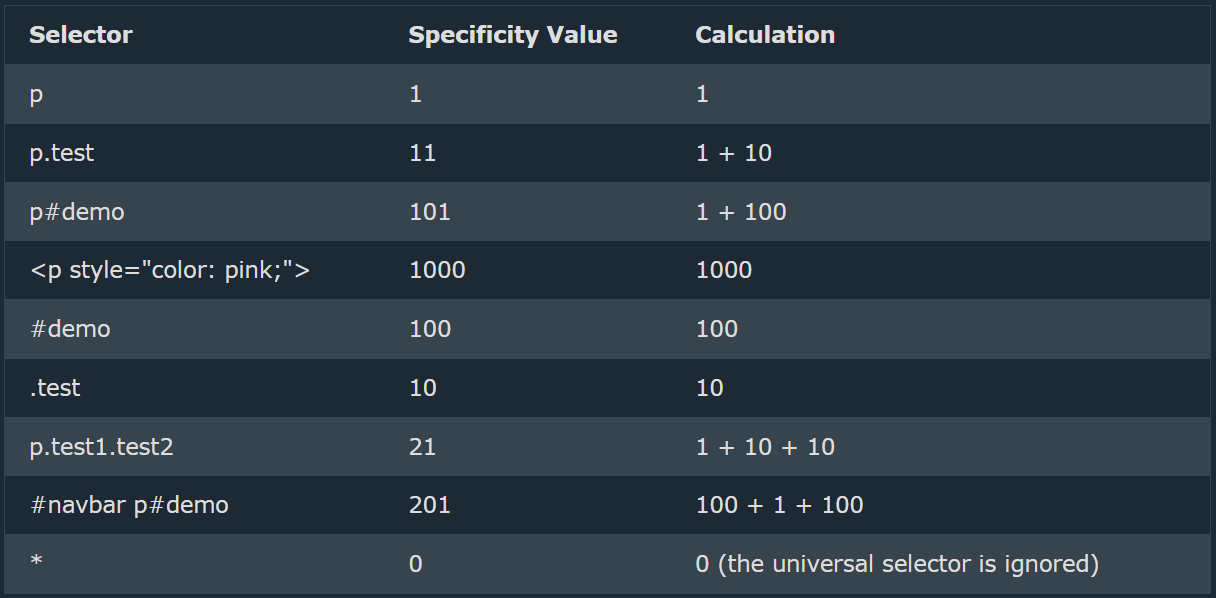 Selector Specificity Value Calculation
p 1 1
p.test 11 1 + 10
p#demo 101 1 + 100
<p style="color: pink;"> 1000 1000
#demo 100 100
.test 10 10
p.test1.test2 21 1 + 10 + 10
#navbar p#demo 201 100 + 1 + 100
* 0 0 (the universal selector is ignored)